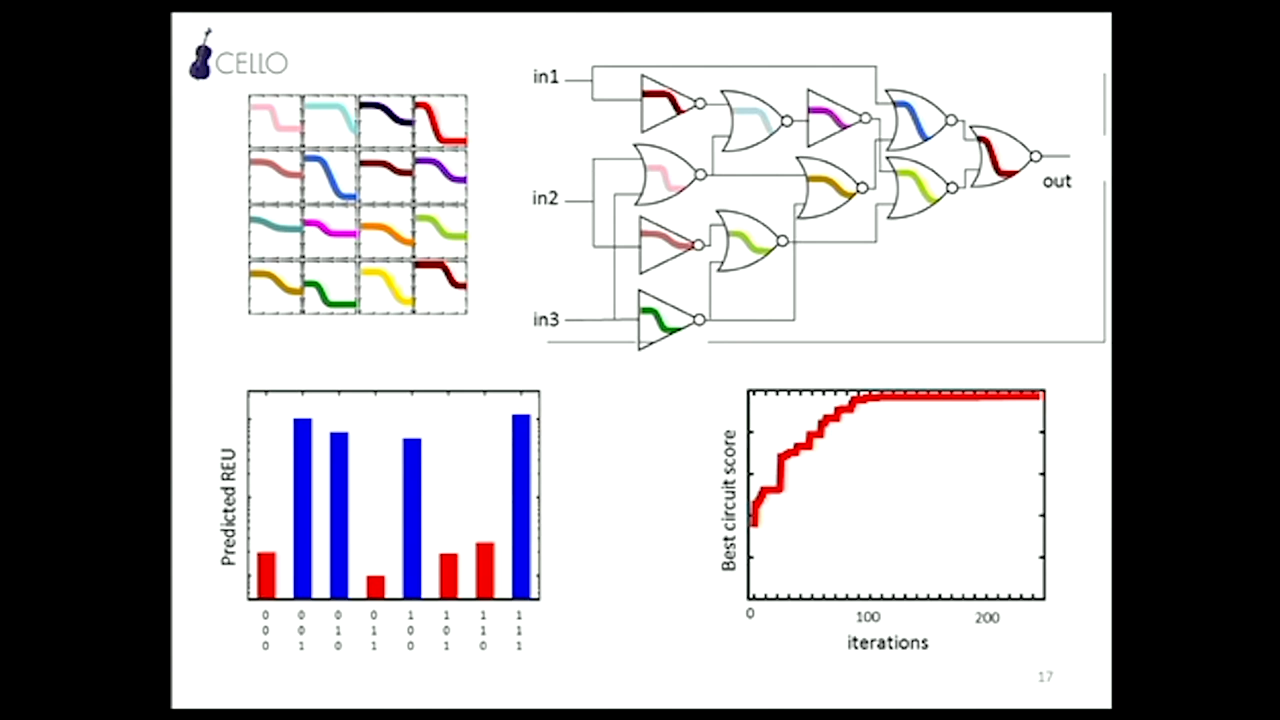 CELLO
in1
in2
in3
out
Predicted REU
0 0 0 0 1 1 1 1
0 0 1 1 0 0 1 1
0 1 0 1 0 1 0 1
Best circuit score
0 100 200
iterations
17